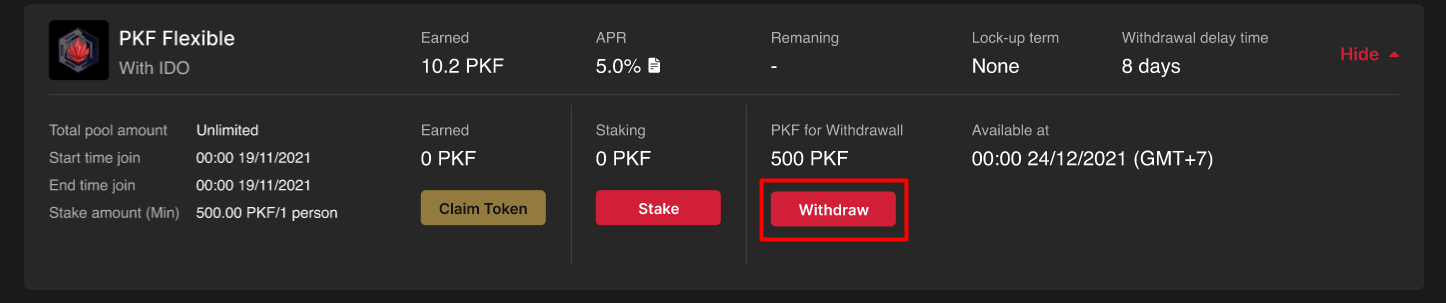 PKF Flexible
With IDO
Earned
10.2 PKF
APR
5.0%
Remaning
-
Lock-up term
None
Withdrawal delay time
8 days
Hide
Total pool amount Unlimited
Start time join 00:00 19/11/2021
End time join 00:00 19/11/2021
Stake amount (Min) 500.00 PKF/1 person
Earned
0 PKF
Claim Token
Staking
0 PKF
Stake
PKF for Withdrawall
500 PKF
Withdraw
Available at
00:00 24/12/2021 (GMT+7)